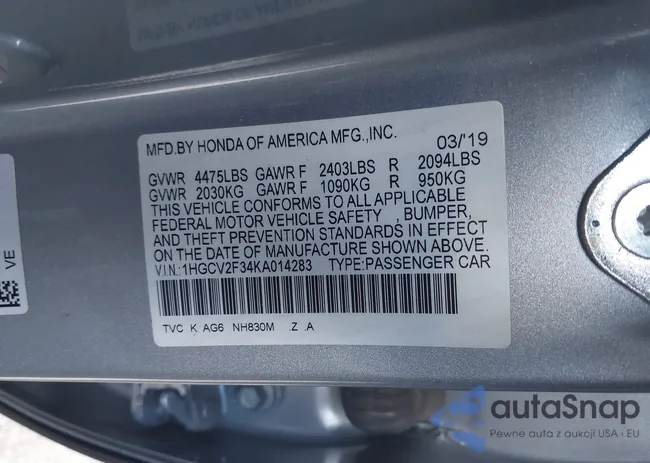 MFD.BY HONDA OF AMERICA MFG.,INC. 03/'19
GVWR 4475LBS GAWR F 2403LBS R 2094LBS
GVWR 2030KG GAWR F 1090KG R 950KG
THIS VEHICLE CONFORMS TO ALL APPLICABLE
FEDERAL MOTOR VEHICLE SAFETY , BUMPER,
AND THEFT PREVENTION STANDARDS IN EFFECT
ON THE DATE OF MANUFACTURE SHOWN ABOVE.
V.I.N.:1HGCV2F34KA014283 TYPE:PASSENGER CAR
TVC K AG6 NH830M .Z .A
VE
autaSnap
Pewne auta z aukcji USA i EU